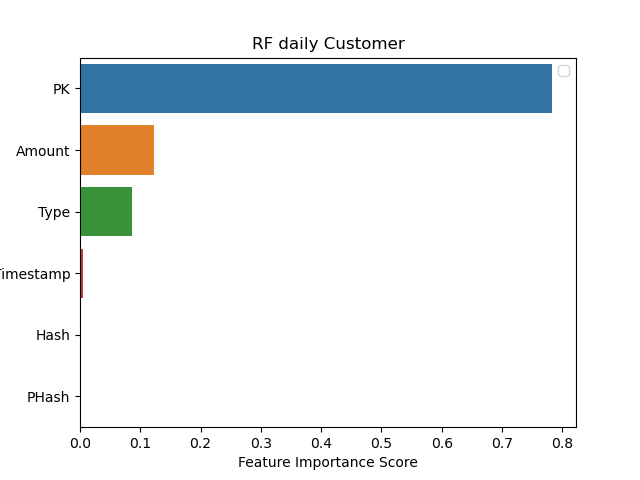 RF daily Customer
PK
Amount
Type
Timestamp
Hash
PHash
0.0 0.1 0.2 0.3 0.4 0.5 0.6 0.7 0.8
Feature Importance Score